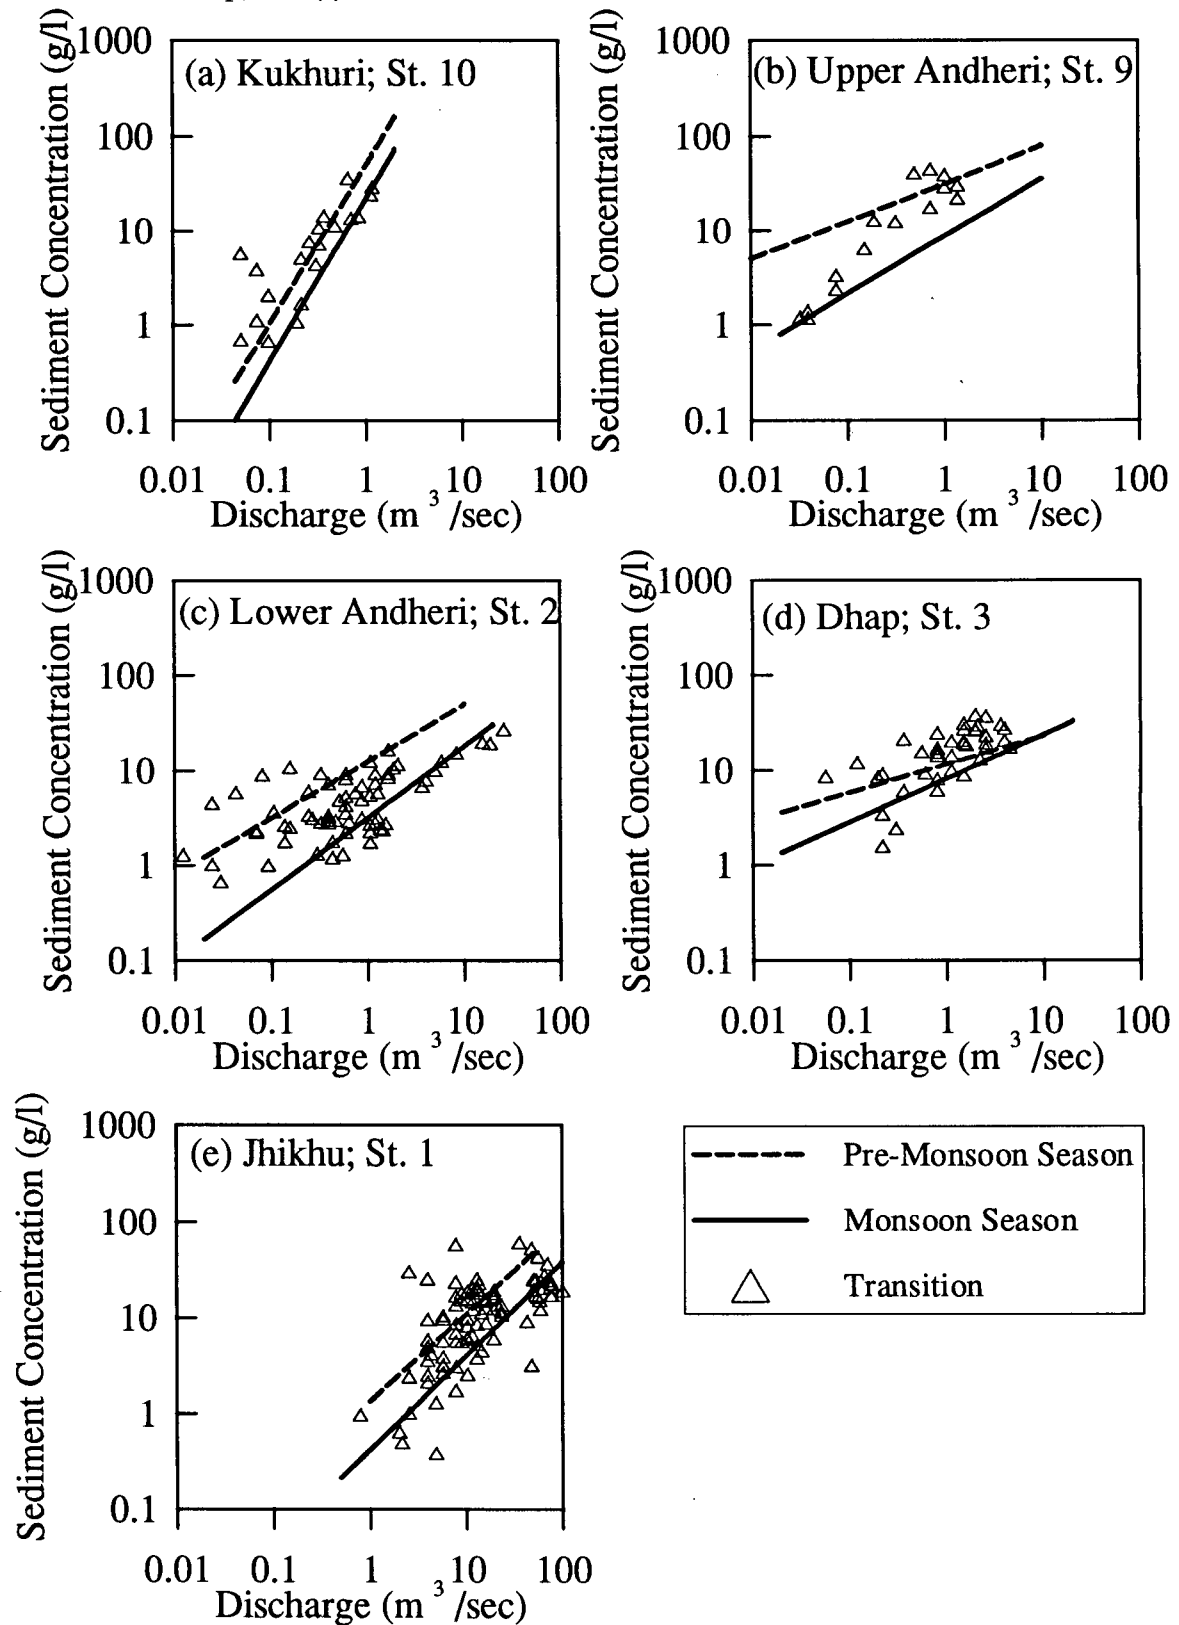 (a) Kukhuri; St. 10
Sediment Concentration (g/l)
1000
100
10
1
0.1
0.01 0.1 1 10 100
Discharge (m 3 /sec)
(b) Upper Andheri; St. 9
Sediment Concentration (g/l)
1000
100
10
1
0.1
0.01 0.1 1 10 100
Discharge (m 3 /sec)
(c) Lower Andheri; St. 2
Sediment Concentration (g/l)
1000
100
10
1
0.1
0.01 0.1 1 10 100
Discharge (m 3 /sec)
(d) Dhap; St. 3
Sediment Concentration (g/l)
1000
100
10
1
0.1
0.01 0.1 1 10 100
Discharge (m 3 /sec)
(e) Jhikhu; St. 1
Sediment Concentration (g/l)
1000
100
10
1
0.1
0.01 0.1 1 10 100
Discharge (m 3 /sec)
Pre-Monsoon Season
Monsoon Season
Transition